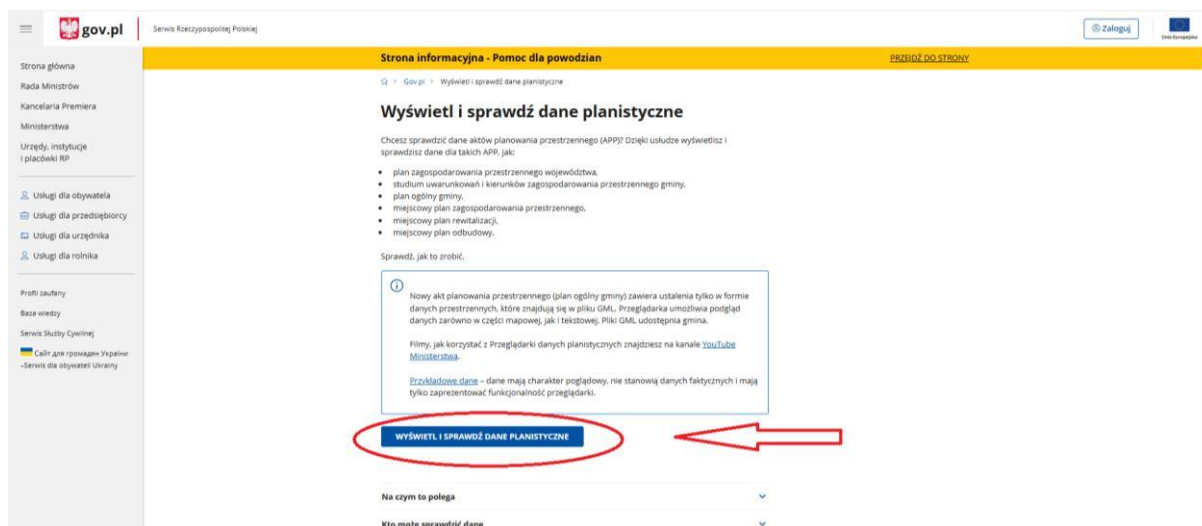 gov.pl
Serwis Rzeczypospolitej Polskiej
Zaloguj
Unia Europejska
Strona główna
Rada Ministrów
Kancelaria Premiera
Ministerstwa
Urzędy, instytucje
i placówki RP
Usługi dla obywatela
Usługi dla przedsiębiorcy
Usługi dla urzędnika
Usługi dla rolnika
Profil zaufany
Baza wiedzy
Serwis Służby Cywilnej
Сайт для громадян України
–Serwis dla obywateli Ukrainy
Strona informacyjna - Pomoc dla powodzian
PRZEJDŹ DO STRONY
Gov.pl > Wyświetl i sprawdź dane planistyczne
Wyświetl i sprawdź dane planistyczne
Chcesz sprawdzić dane aktów planowania przestrzennego (APP)? Dzięki usłudze wyświetlisz i
sprawdzisz dane dla takich APP, jak:
• plan zagospodarowania przestrzennego województwa,
• studium uwarunkowań i kierunków zagospodarowania przestrzennego gminy,
• plan ogólny gminy,
• miejscowy plan zagospodarowania przestrzennego,
• miejscowy plan rewitalizacji,
• miejscowy plan odbudowy.
Sprawdź, jak to zrobić.
Nowy akt planowania przestrzennego (plan ogólny gminy) zawiera ustalenia tylko w formie
danych przestrzennych, które znajdują się w pliku GML. Przeglądarka umożliwia podgląd
danych zarówno w części mapowej, jak i tekstowej. Pliki GML udostępnia gmina.
Filmy, jak korzystać z Przeglądarki danych planistycznych znajdziesz na kanale YouTube
Ministerstwa.
Przykładowe dane – dane mają charakter poglądowy, nie stanowią danych faktycznych i mają
tylko zaprezentować funkcjonalność przeglądarki.
WYŚWIETL I SPRAWDŹ DANE PLANISTYCZNE
Na czym to polega
Kto może sprawdzić dane